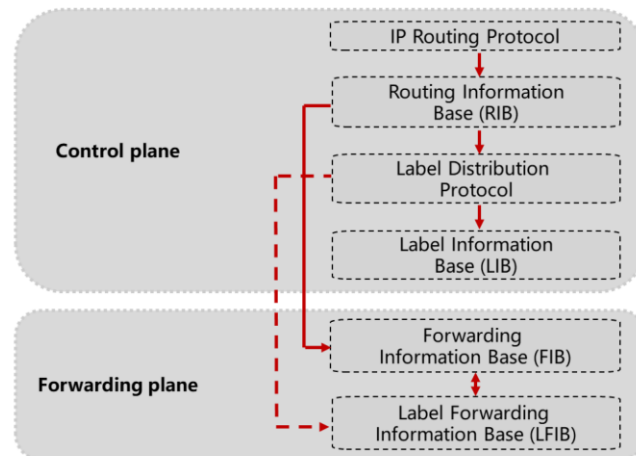 IP Routing Protocol
Routing Information
Base (RIB)
Control plane
Label Distribution
Protocol
Label Information
Base (LIB)
Forwarding
Information Base (FIB)
Forwarding plane
Label Forwarding
Information Base (LFIB)